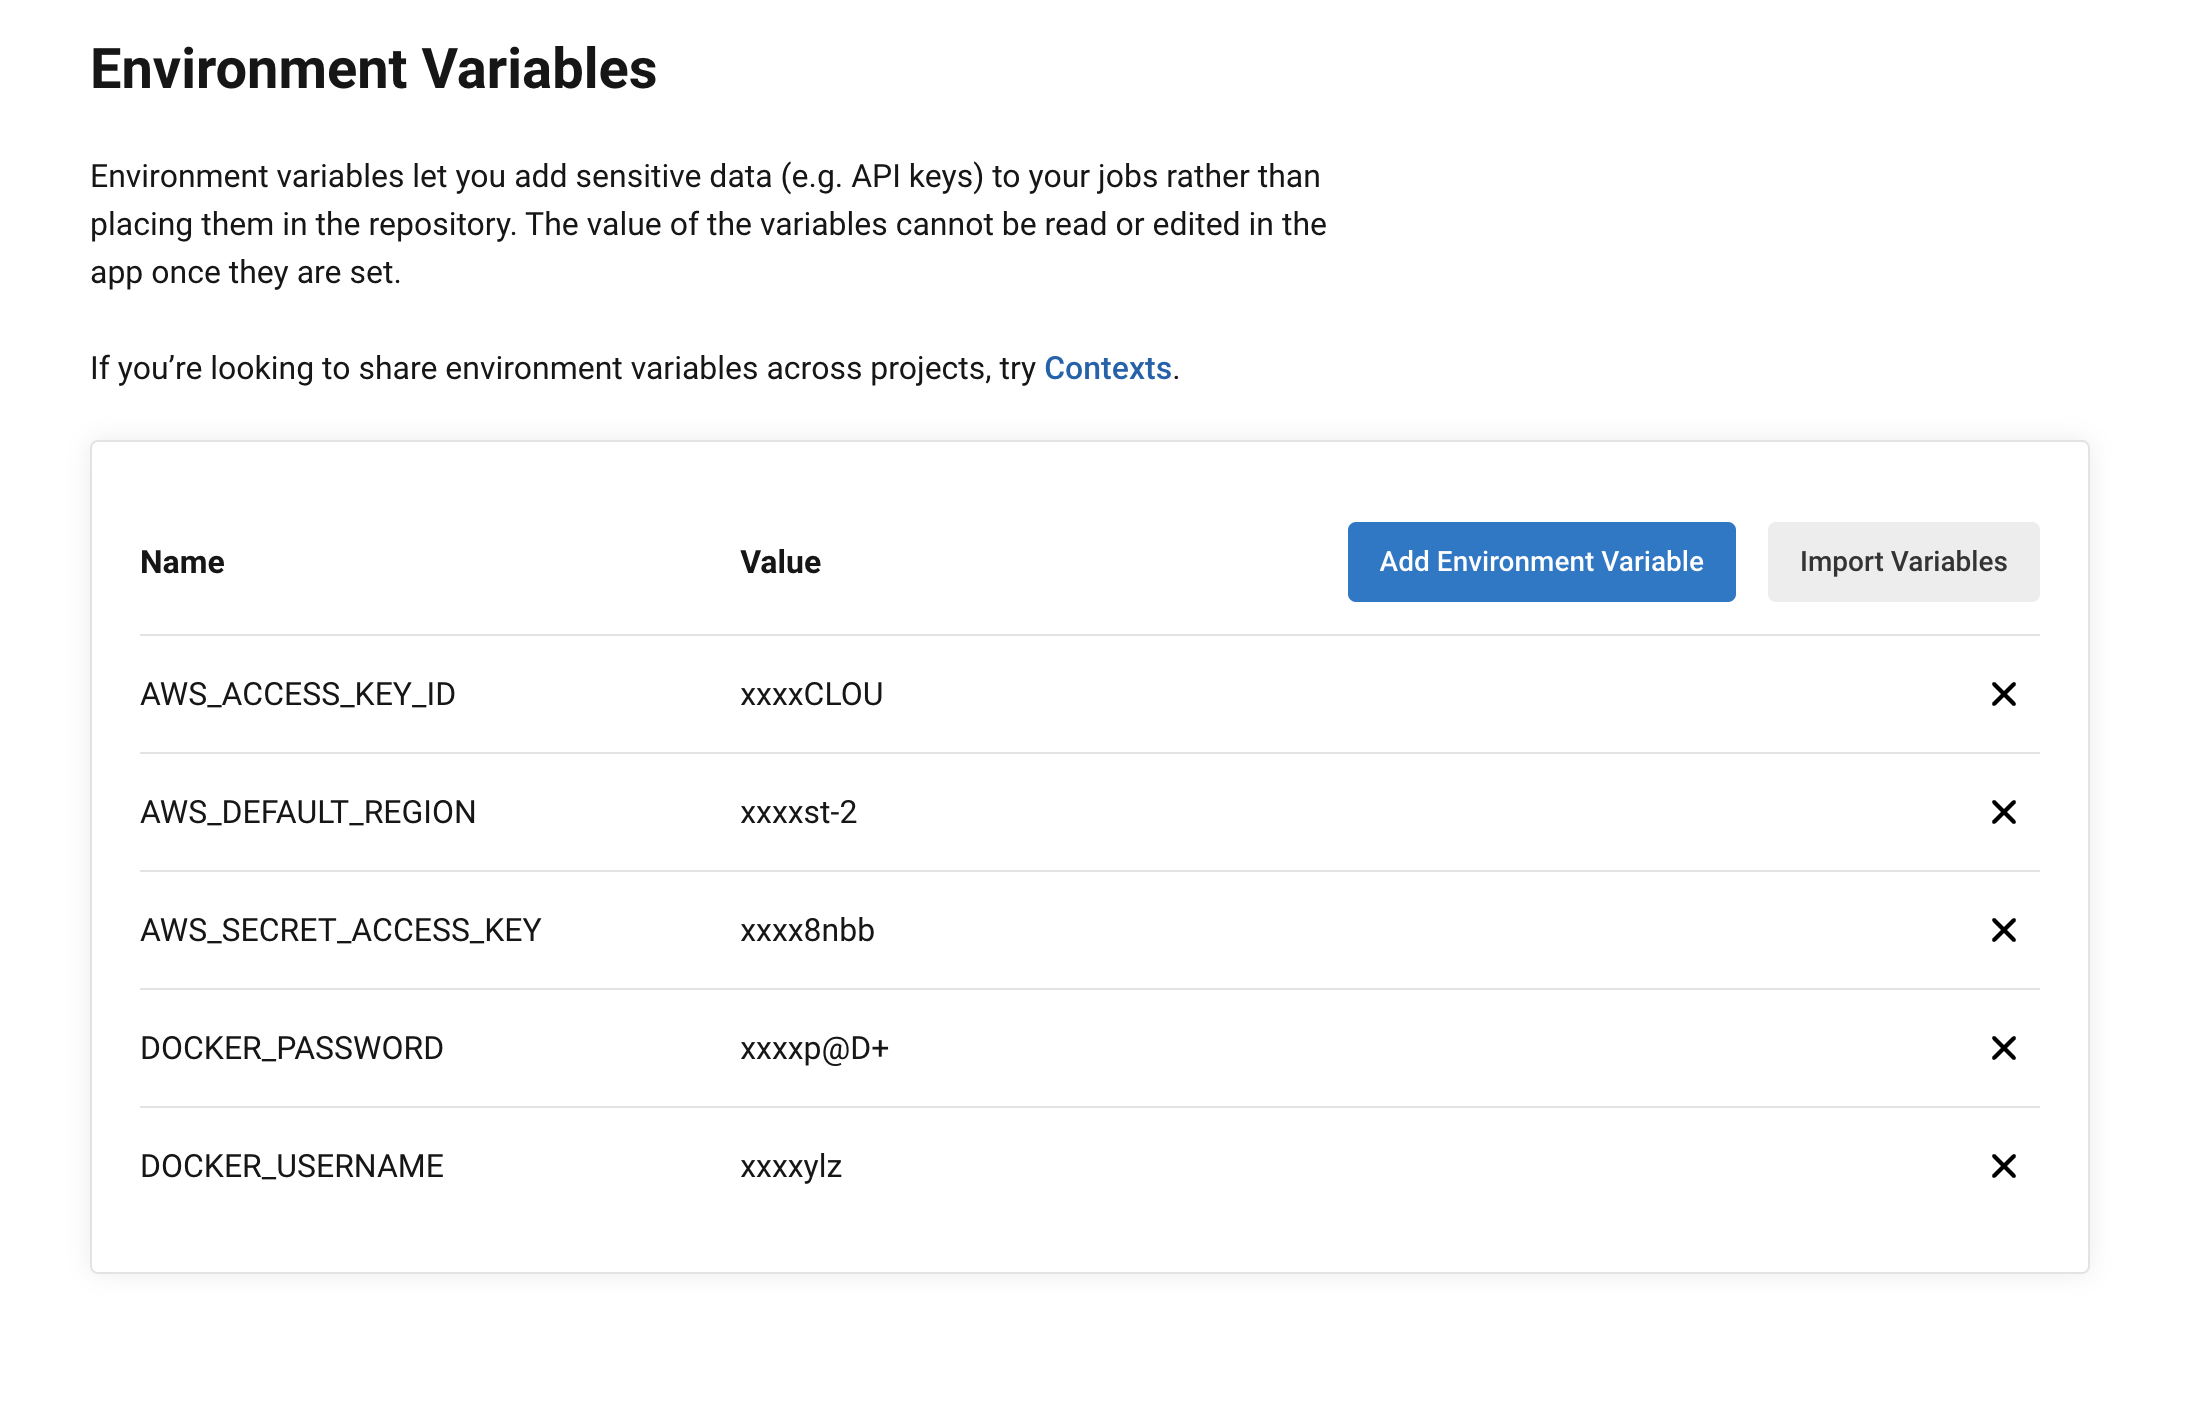 Environment Variables
Environment variables let you add sensitive data (e.g. API keys) to your jobs rather than
placing them in the repository. The value of the variables cannot be read or edited in the
app once they are set.
If you’re looking to share environment variables across projects, try Contexts.
Name Value Add Environment Variable Import Variables
AWS_ACCESS_KEY_ID xxxxCLOU
AWS_DEFAULT_REGION xxxxst-2
AWS_SECRET_ACCESS_KEY xxxx8nbb
DOCKER_PASSWORD xxxxp@D+
DOCKER_USERNAME xxxxylz